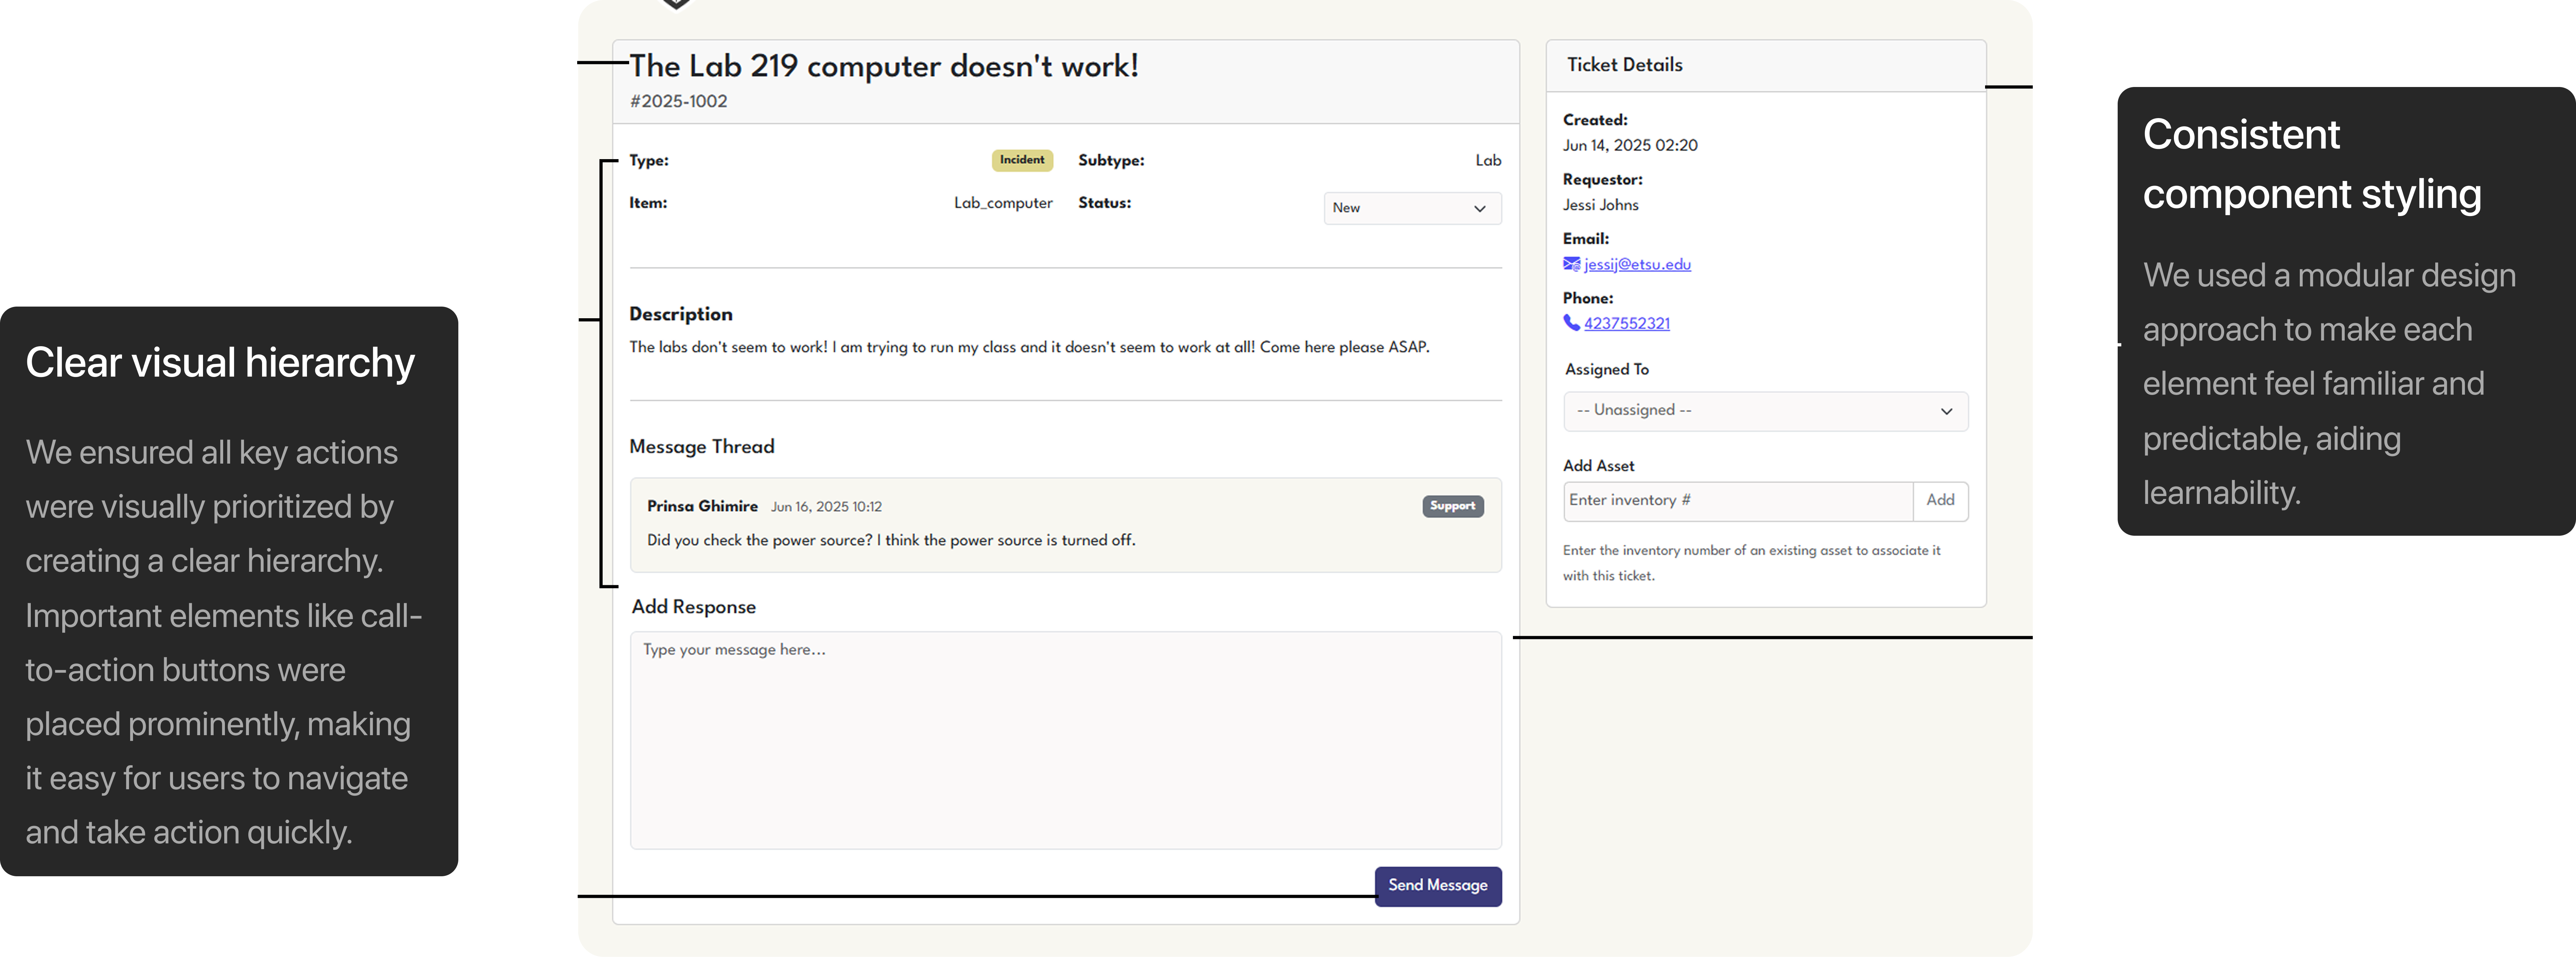 Clear visual hierarchy
We ensured all key actions
were visually prioritized by
creating a clear hierarchy.
Important elements like call-
to-action buttons were
placed prominently, making
it easy for users to navigate
and take action quickly.
The Lab 219 computer doesn't work!
#2025-1002
Type: Incident Subtype: Lab
Item: Lab_computer Status: New
Description
The labs don't seem to work! I am trying to run my class and it doesn't seem to work at all! Come here please ASAP.
Message Thread
Prinsa Ghimire Jun 16, 2025 10:12 Support
Did you check the power source? I think the power source is turned off.
Add Response
Type your message here...
Send Message
Ticket Details
Created:
Jun 14, 2025 02:20
Requestor:
Jessi Johns
Email:
jessij@etsu.edu
Phone:
4237552321
Assigned To
-- Unassigned --
Add Asset
Enter inventory # Add
Enter the inventory number of an existing asset to associate it
with this ticket.
Consistent
component styling
We used a modular design
approach to make each
element feel familiar and
predictable, aiding
learnability.